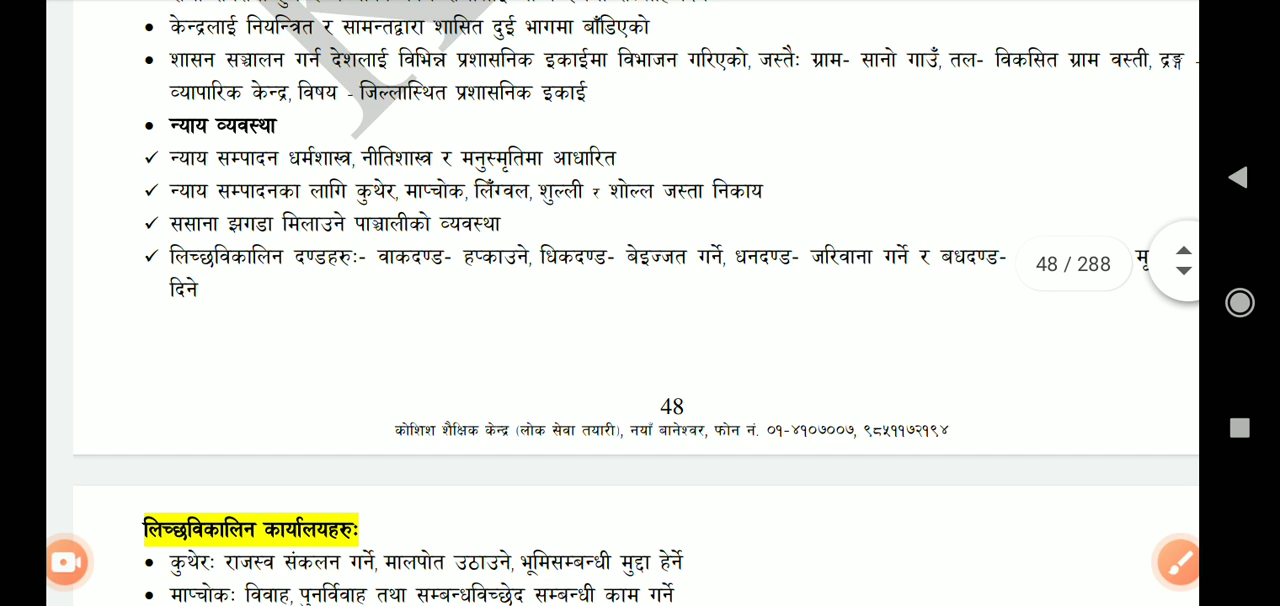 • केन्द्रलाई नियन्त्रित र सामन्तद्वारा शासित दुई भागमा बाँडिएको
• शासन सञ्चालन गर्न देशलाई विभिन्न प्रशासनिक इकाईमा विभाजन गरिएको, जस्तैः ग्राम- सानो गाउँ, तल- विकसित ग्राम वस्ती, द्रङ्ग -
व्यापारिक केन्द्र, विषय - जिल्लास्थित प्रशासनिक इकाई
• न्याय व्यवस्था
✓ न्याय सम्पादन धर्मशास्त्र, नीतिशास्त्र र मनुस्मृतिमा आधारित
✓ न्याय सम्पादनका लागि कुथेर, माप्चोक, लिँग्वल, शुल्ली र शोल्ल जस्ता निकाय
✓ ससाना झगडा मिलाउने पाञ्चालीको व्यवस्था
✓ लिच्छविकालिन दण्डहरुः- वाकदण्ड- हप्काउने, धिकदण्ड- बेइज्जत गर्ने, धनदण्ड- जरिवाना गर्ने र बधदण्ड-
दिने
48 / 288
48
कोशिश शैक्षिक केन्द्र (लोक सेवा तयारी), नयाँ बानेश्वर, फोन नं. ०१-४१०७००७, ९८५११७२१९४
लिच्छविकालिन कार्यालयहरुः
• कुथेरः राजस्व संकलन गर्ने, मालपोत उठाउने, भूमिसम्बन्धी मुद्दा हेर्ने
• माप्चोकः विवाह, पुनर्विवाह तथा सम्बन्धविच्छेद सम्बन्धी काम गर्ने